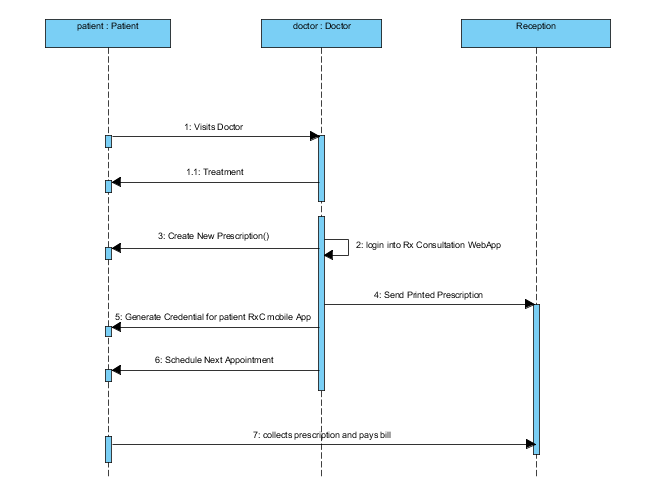 patient : Patient
doctor : Doctor
Reception
1: Visits Doctor
1.1: Treatment
3: Create New Prescription()
2: login into Rx Consultation WebApp
4: Send Printed Prescription
5: Generate Credential for patient RxC mobile App
6: Schedule Next Appointment
7: collects prescription and pays bill